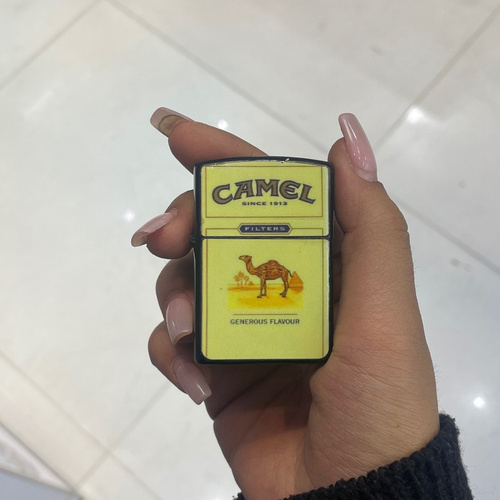 CAMEL
SINCE 1913
FILTERS
GENEROUS FLAVOUR